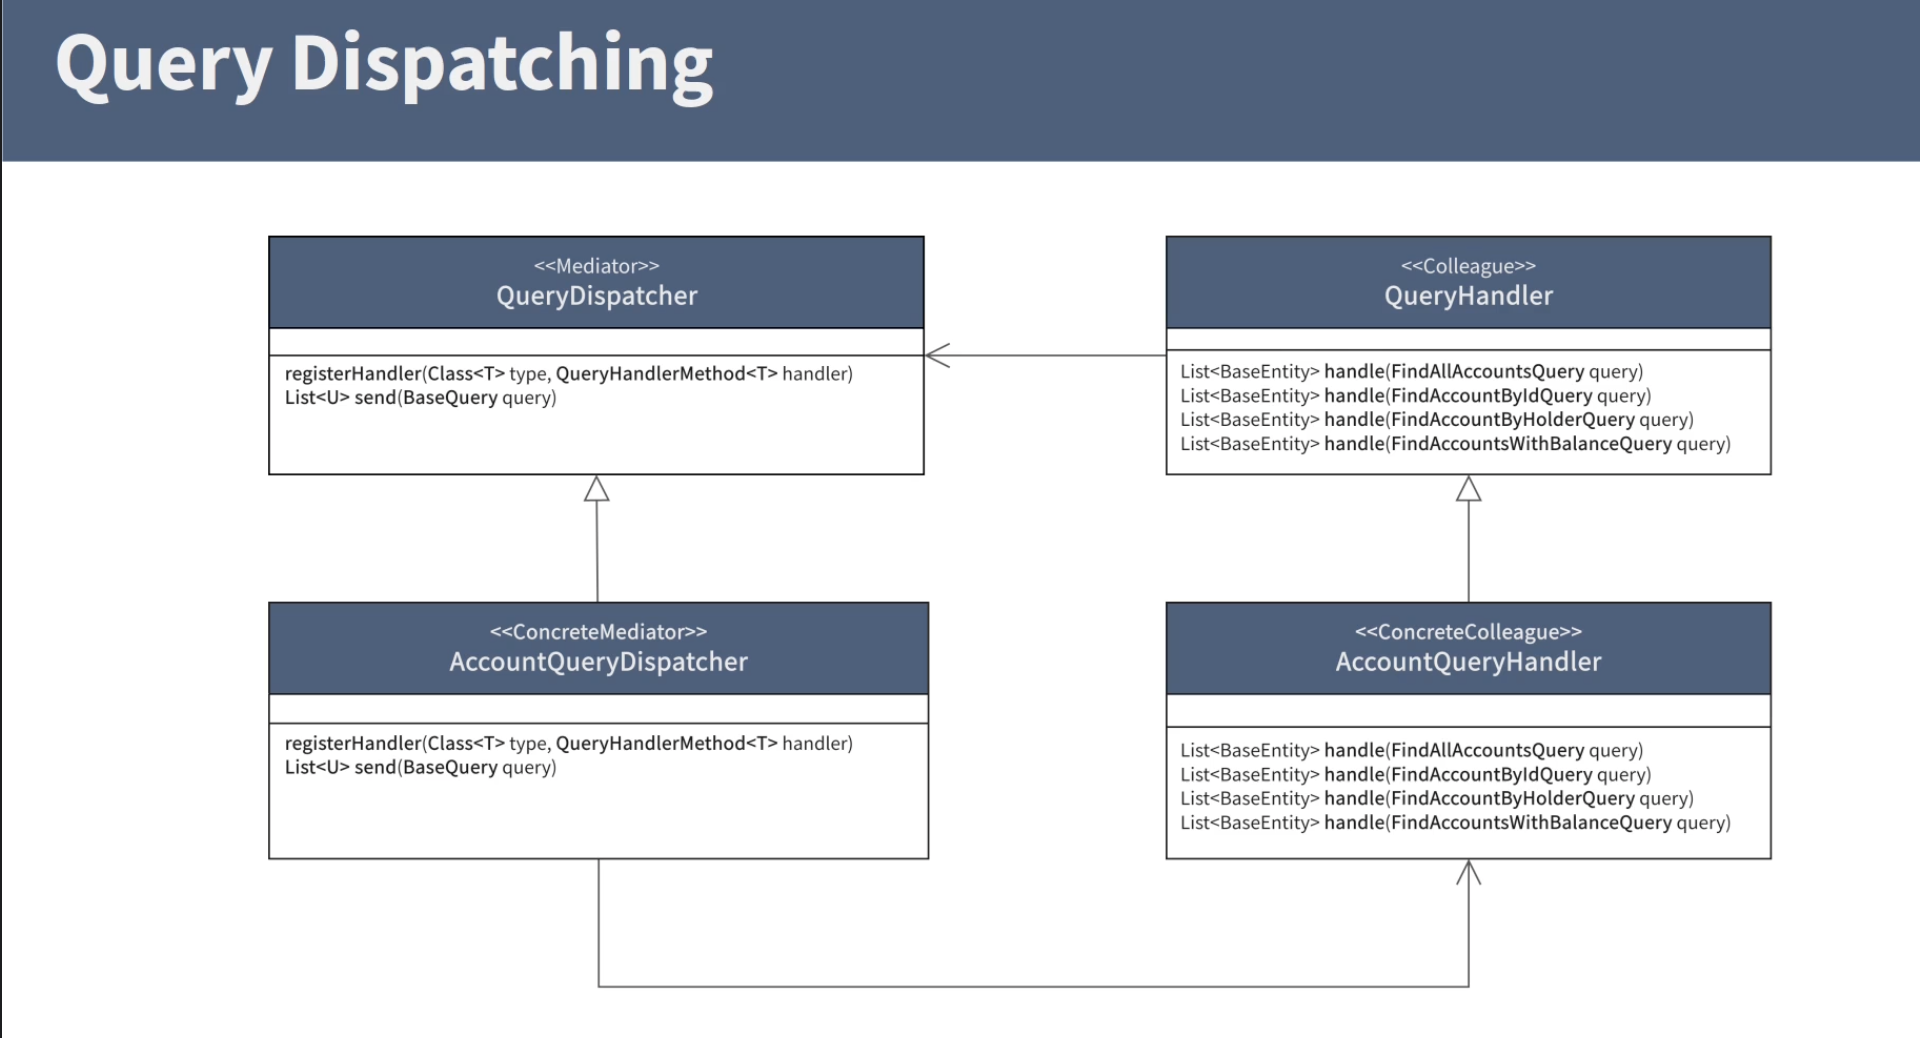 Query Dispatching
<<Mediator>>
QueryDispatcher
registerHandler(Class<T> type, QueryHandlerMethod<T> handler)
List<U> send(BaseQuery query)
<<Colleague>>
QueryHandler
List<BaseEntity> handle(FindAllAccountsQuery query)
List<BaseEntity> handle(FindAccountByIdQuery query)
List<BaseEntity> handle(FindAccountByHolderQuery query)
List<BaseEntity> handle(FindAccountsWithBalanceQuery query)
<<ConcreteMediator>>
AccountQueryDispatcher
registerHandler(Class<T> type, QueryHandlerMethod<T> handler)
List<U> send(BaseQuery query)
<<ConcreteColleague>>
AccountQueryHandler
List<BaseEntity> handle(FindAllAccountsQuery query)
List<BaseEntity> handle(FindAccountByIdQuery query)
List<BaseEntity> handle(FindAccountByHolderQuery query)
List<BaseEntity> handle(FindAccountsWithBalanceQuery query)